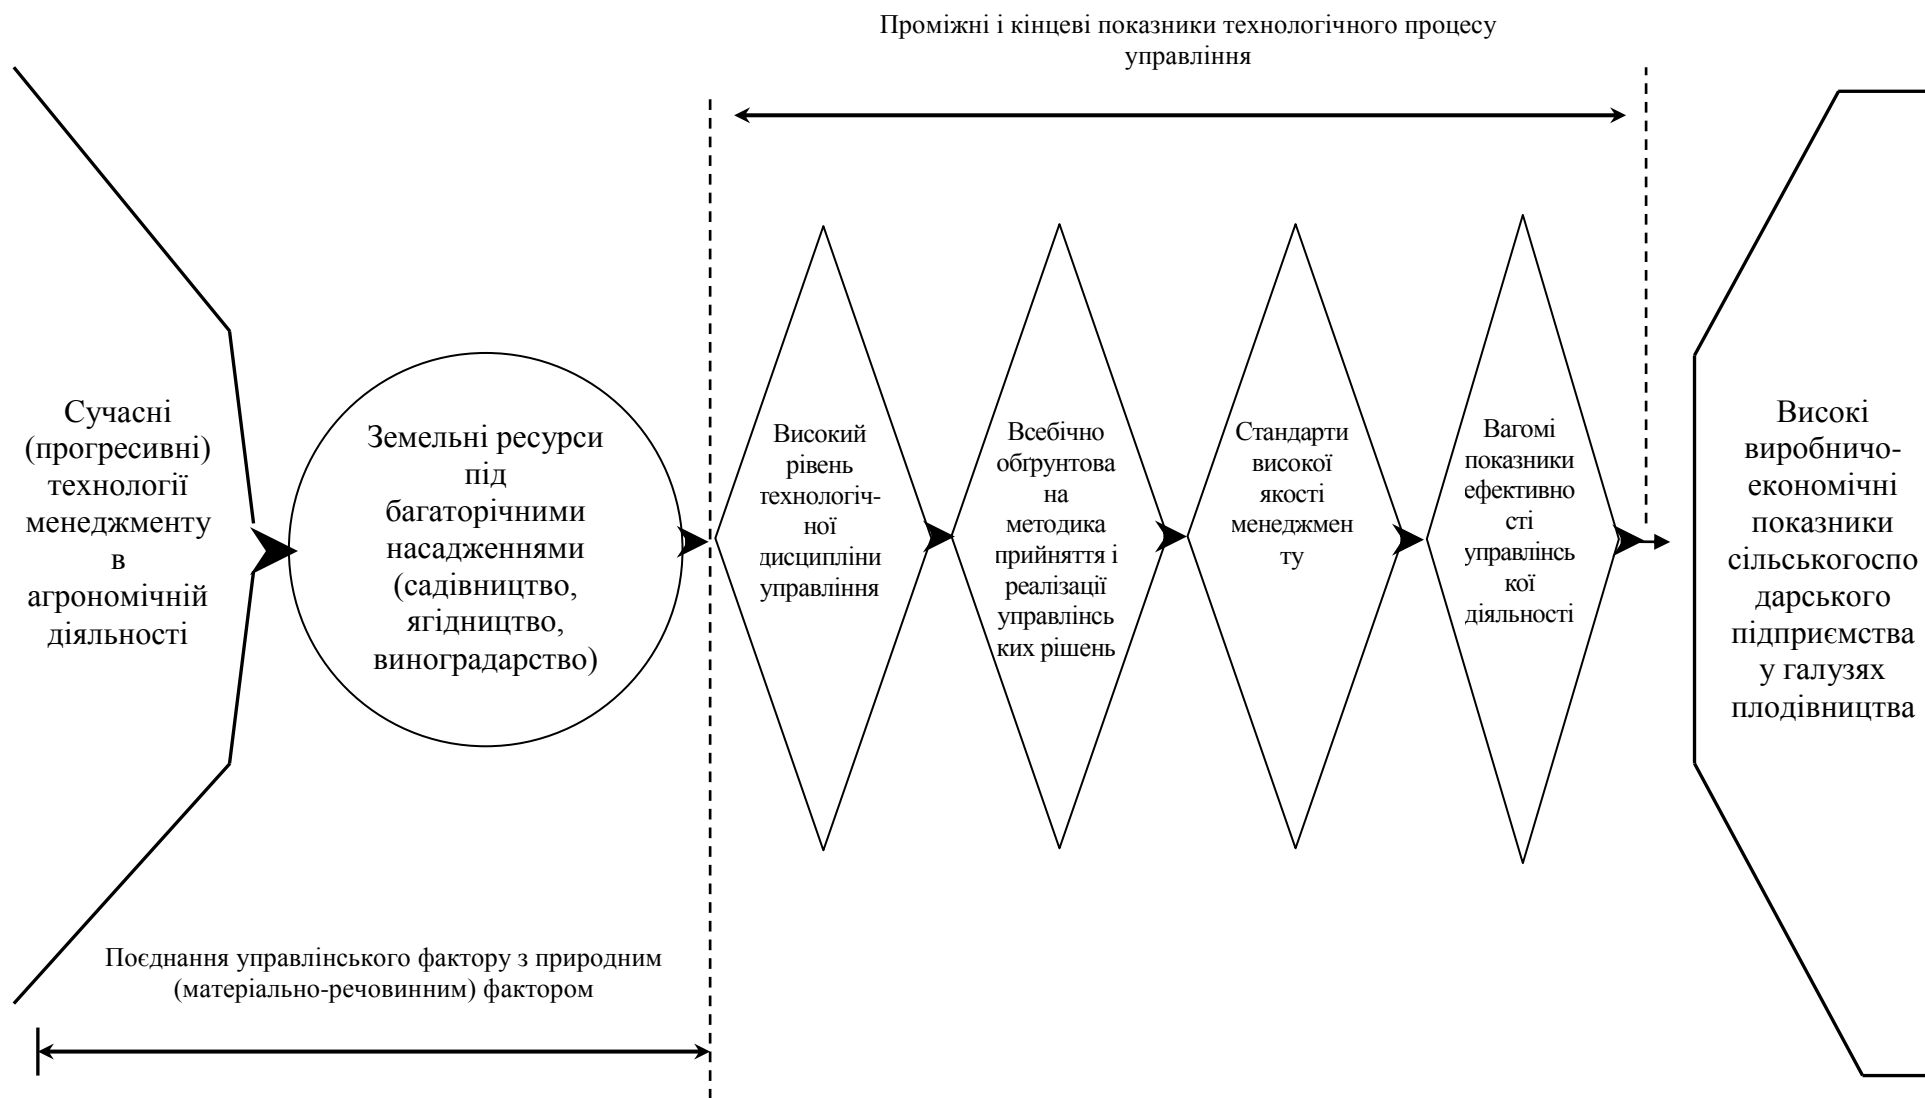 Проміжні і кінцеві показники технологічного процесу
управління
Сучасні
(прогресивні)
технології
менеджменту
в
агрономічній
діяльності
Земельні ресурси
під
багаторічними
насадженнями
(садівництво,
ягідництво,
виноградарство)
Високий
рівень
технологіч-
ної
дисципліни
управління
Всебічно
обґрунтова
на
методика
прийняття і
реалізації
управлінсь
ких рішень
Стандарти
високої
якості
менеджмен
ту
Вагомі
показники
ефективно
сті
управлінсь
кої
діяльності
Високі
виробничо-
економічні
показники
сільськогоспо
дарського
підприємства
у галузях
плодівництва
Поєднання управлінського фактору з природним
(матеріально-речовинним) фактором